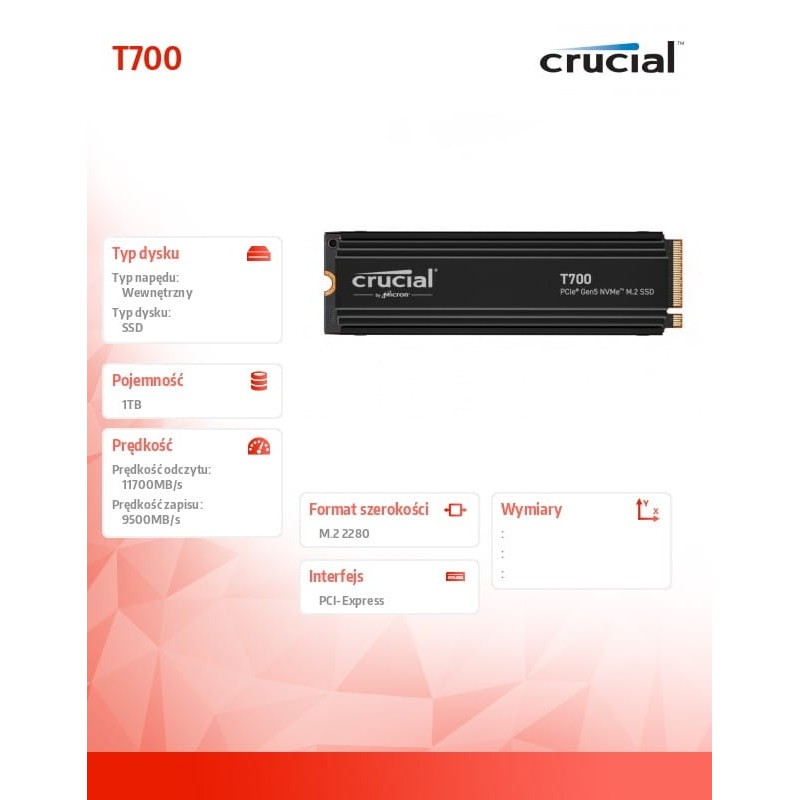 T700
crucial™
crucial®
by Micron®
T700
PCIe® Gen5 NVMe™ M.2 SSD
Typ dysku
Typ napędu:
Wewnętrzny
Typ dysku:
SSD
Pojemność
1TB
Prędkość
Prędkość odczytu:
11700MB/s
Prędkość zapisu:
9500MB/s
Format szerokości
M.2 2280
Interfejs
PCI-Express
Wymiary
Y
X
:
:
: